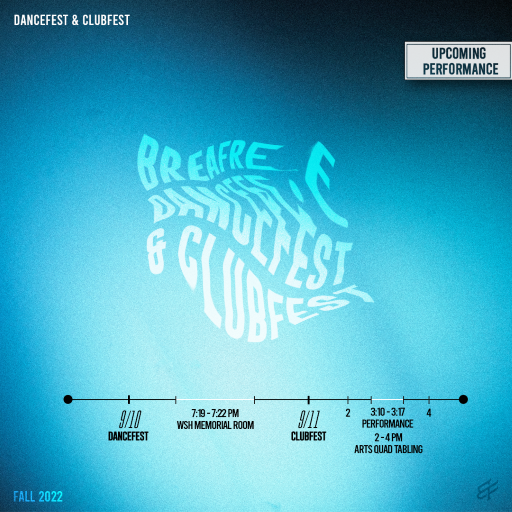 DANCEFEST & CLUBFEST
UPCOMING
PERFORMANCE
BREAFREE
DANCEFEST
& CLUBFEST
9/10
DANCEFEST
7:19 - 7:22 PM
WSH MEMORIAL ROOM
9/11
CLUBFEST
2
3:10 - 3:17
PERFORMANCE
4
2 - 4 PM
ARTS QUAD TABLING
FALL 2022